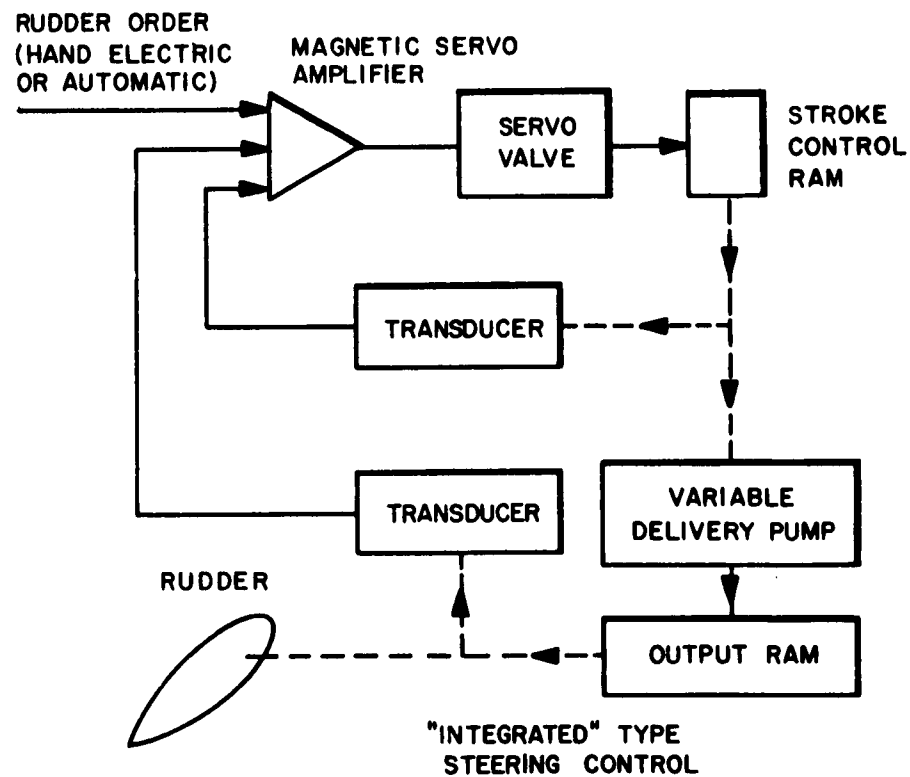 RUDDER ORDER
(HAND ELECTRIC
OR AUTOMATIC)
MAGNETIC SERVO
AMPLIFIER
SERVO
VALVE
STROKE
CONTROL
RAM
TRANSDUCER
TRANSDUCER
VARIABLE
DELIVERY PUMP
RUDDER
OUTPUT RAM
"INTEGRATED" TYPE
STEERING CONTROL